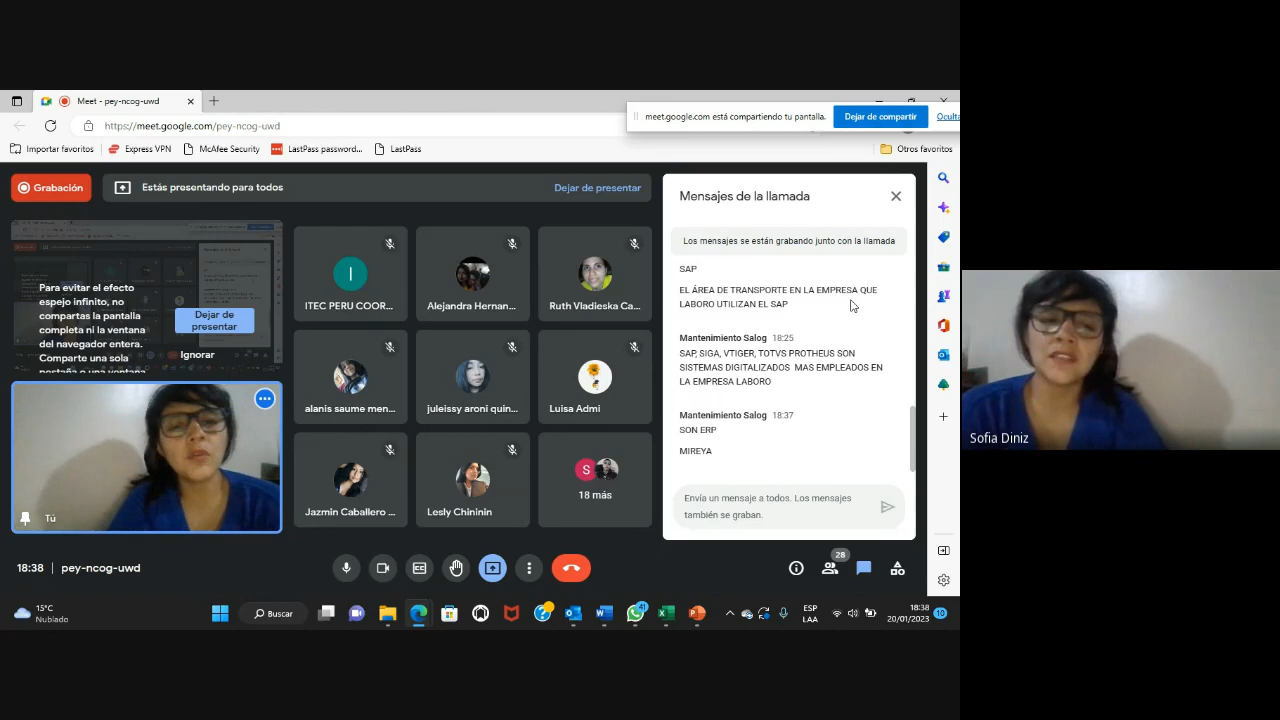 Meet - pey-ncog-uwd
https://meet.google.com/pey-ncog-uwd
meet.google.com está compartiendo tu pantalla.
Dejar de compartir
Importar favoritos
Express VPN
McAfee Security
LastPass password...
LastPass
Otros favoritos
Grabación
Estás presentando para todos
Dejar de presentar
Para evitar el efecto
espejo infinito, no
compartas la pantalla
completa ni la ventana
del navegador entera.
Comparte una sola
Dejar de
presentar
Ignorar
Tú
I
ITEC PERU COOR...
Alejandra Hernan...
Ruth Vladieska Ca...
alanis saume men...
juleissy aroni quin...
Luisa Admi
Jazmin Caballero ...
Lesly Chininin
S
18 más
Mensajes de la llamada
Los mensajes se están grabando junto con la llamada
SAP
EL ÁREA DE TRANSPORTE EN LA EMPRESA QUE
LABORO UTILIZAN EL SAP
Mantenimiento Salog 18:25
SAP, SIGA, VTIGER, TOTVS PROTHEUS SON
SISTEMAS DIGITALIZADOS MAS EMPLEADOS EN
LA EMPRESA LABORO
Mantenimiento Salog 18:37
SON ERP
MIREYA
Envía un mensaje a todos. Los mensajes
también se graban.
18:38 | pey-ncog-uwd
28
15°C
Nublado
Buscar
ESP
LAA
18:38
20/01/2023
10
Sofia Diniz